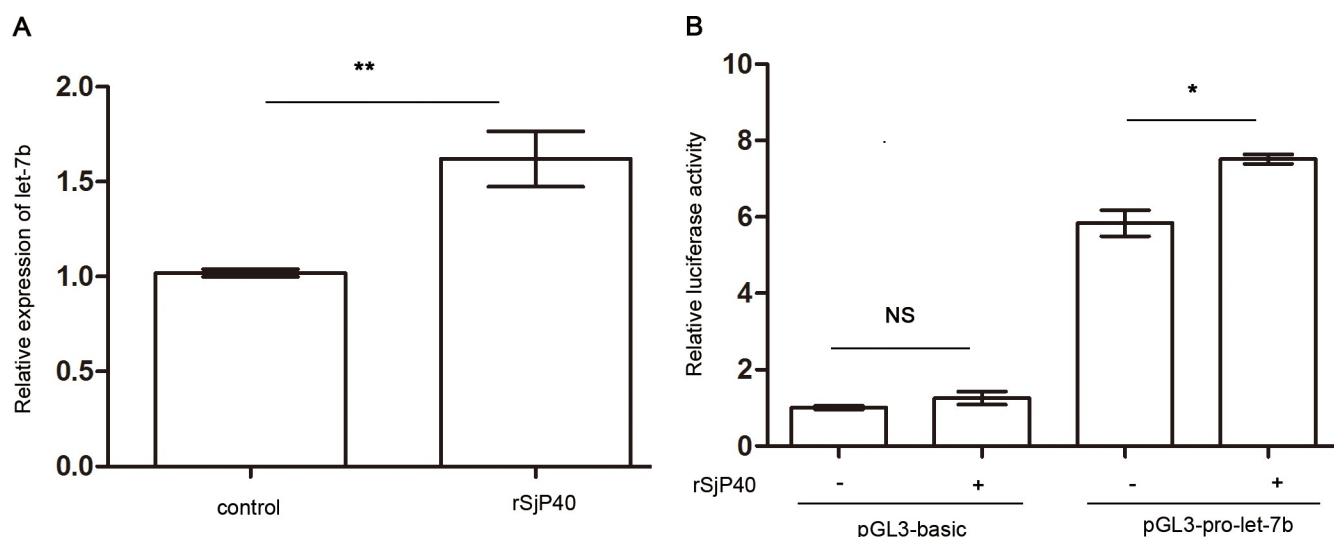 A
Relative expression of let-7b
2.0
1.5
1.0
0.5
0.0
**
control
rSjP40
B
Relative luciferase activity
10
8
6
4
2
0
NS
*
rSjP40 - + - +
pGL3-basic
pGL3-pro-let-7b